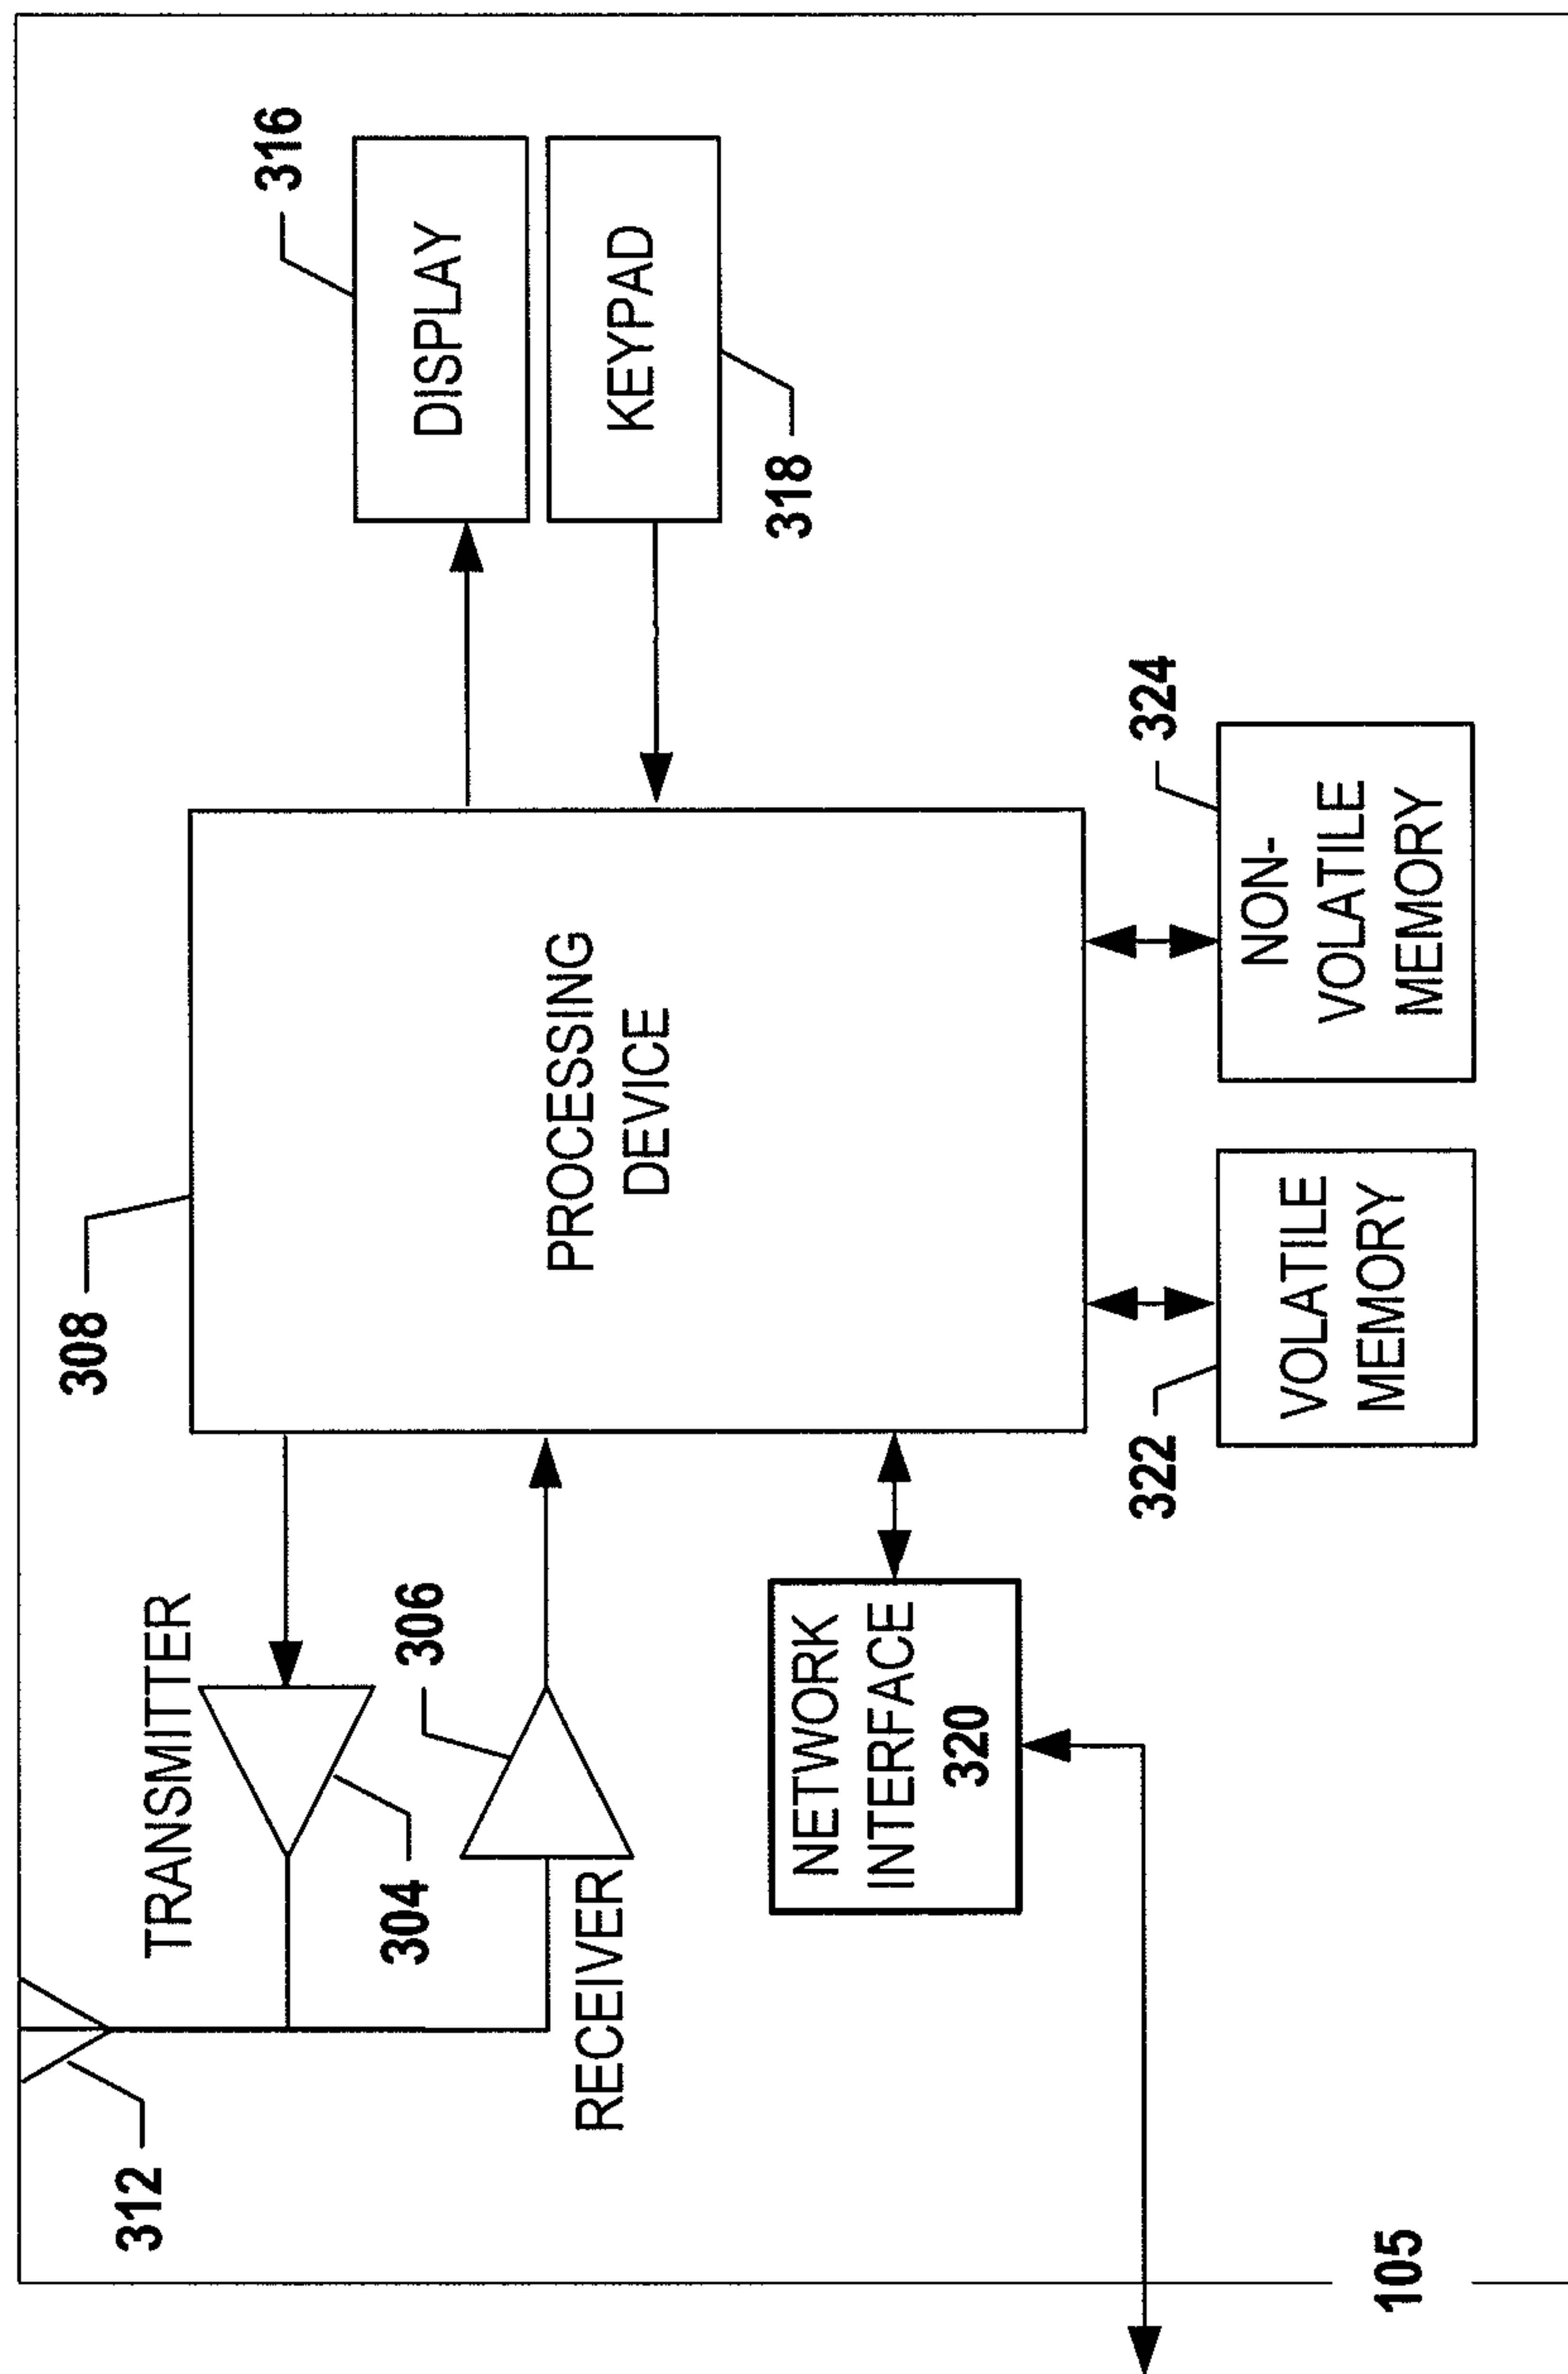 312
TRANSMITTER
304
306
RECEIVER
308
PROCESSING
DEVICE
316
DISPLAY
KEYPAD
318
NETWORK
INTERFACE
320
322
VOLATILE
MEMORY
324
NON-
VOLATILE
MEMORY
105